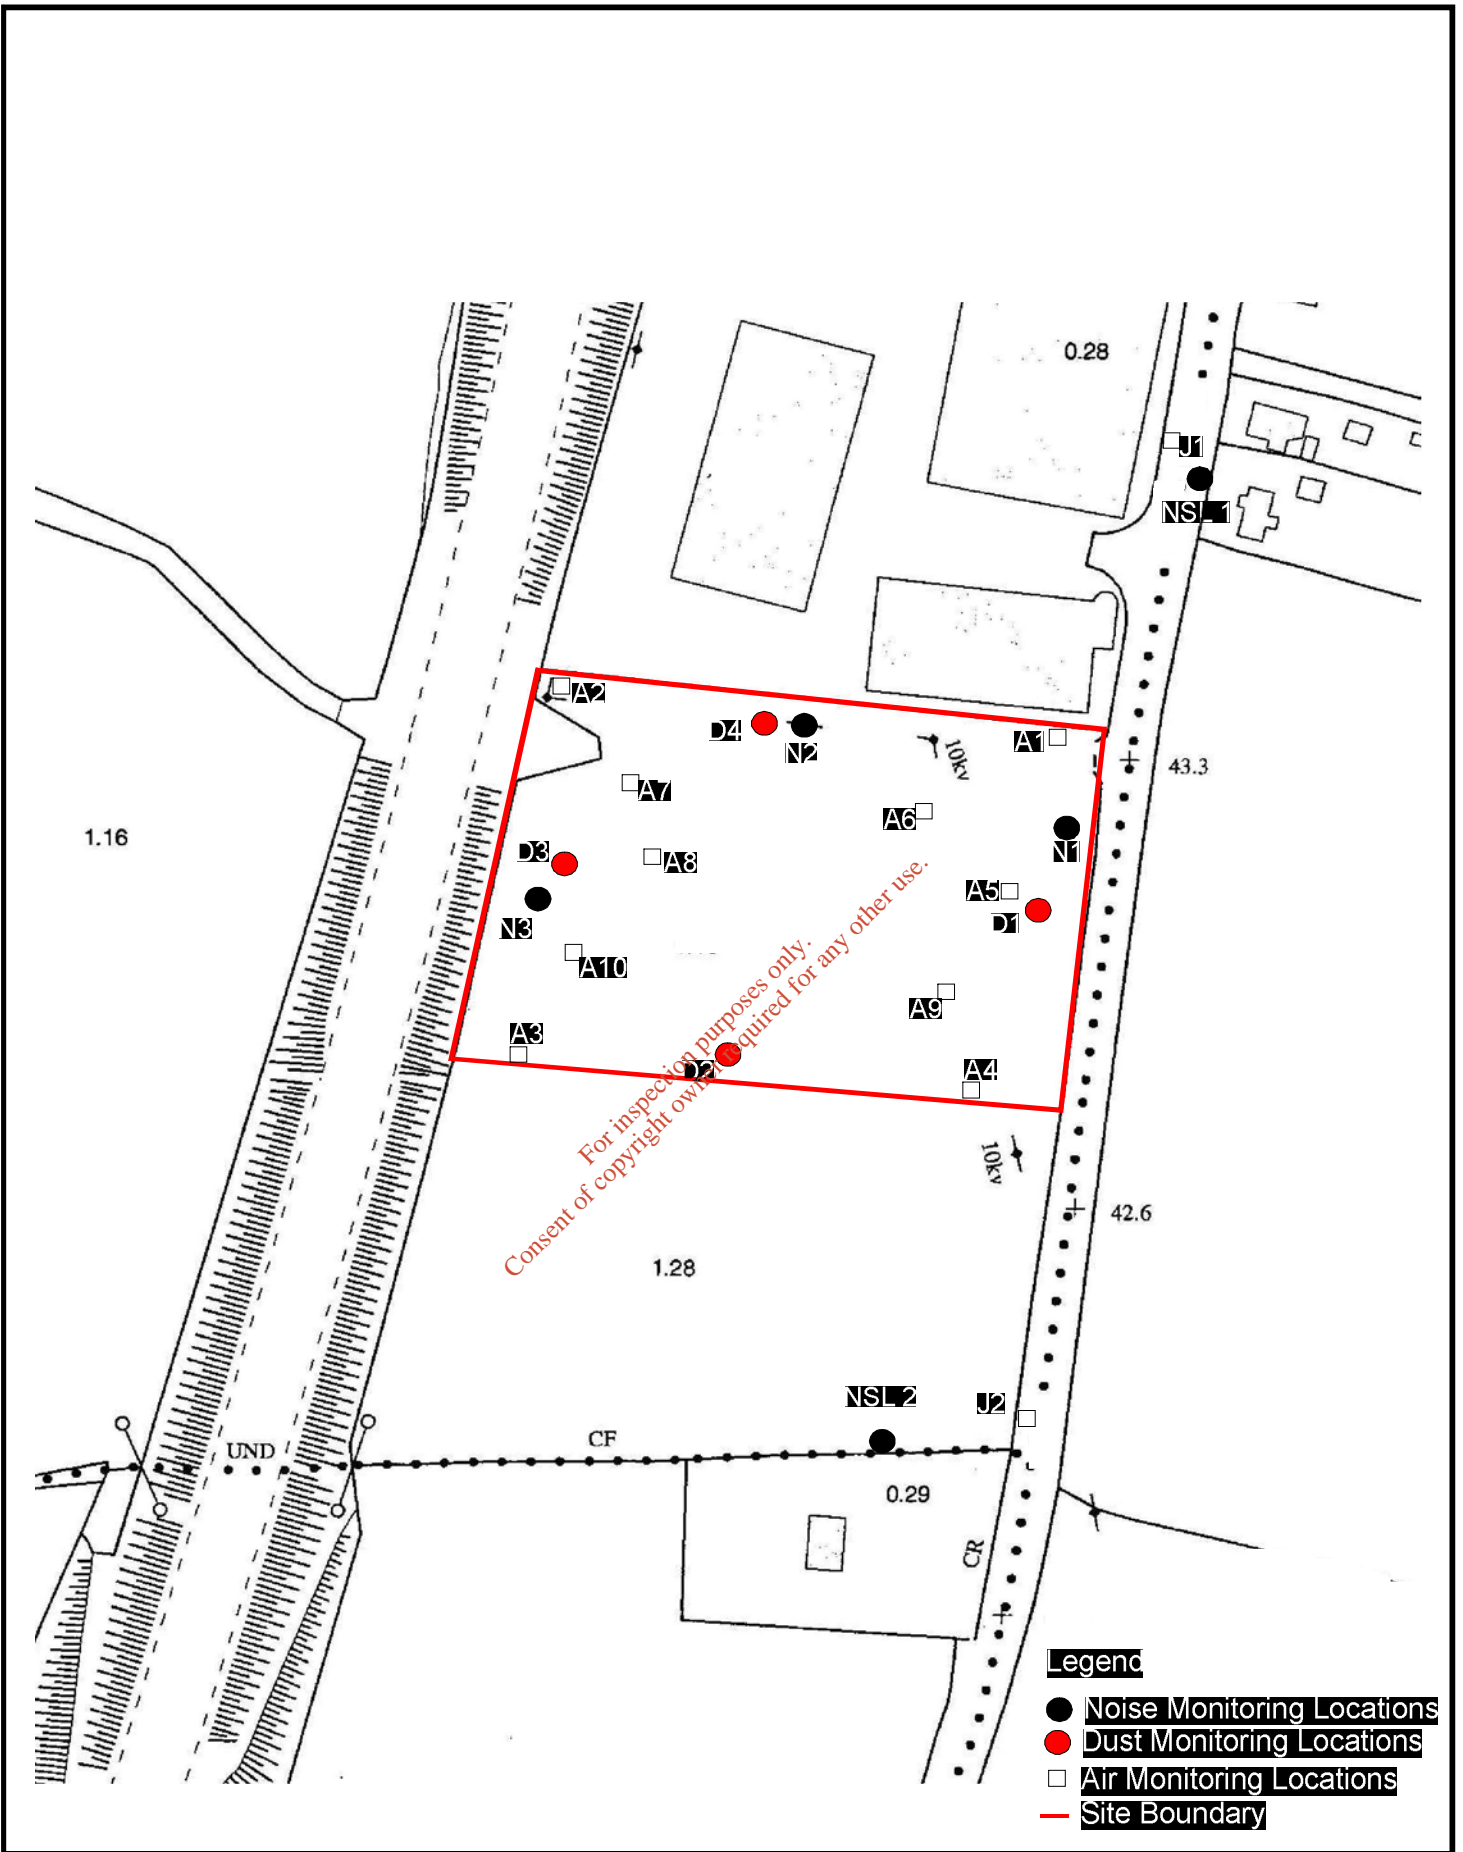 0.28
J1
NSL 1
A2
D4
N2
10kv
A1
43.3
A7
A6
1.16
D3
A8
N1
A5
D1
N3
A10
A9
A3
D2
A4
For inspection purposes only.
Consent of copyright owner required for any other use.
10kv
42.6
1.28
NSL 2
J2
UND
CF
0.29
CR
Legend
Noise Monitoring Locations
Dust Monitoring Locations
Air Monitoring Locations
Site Boundary